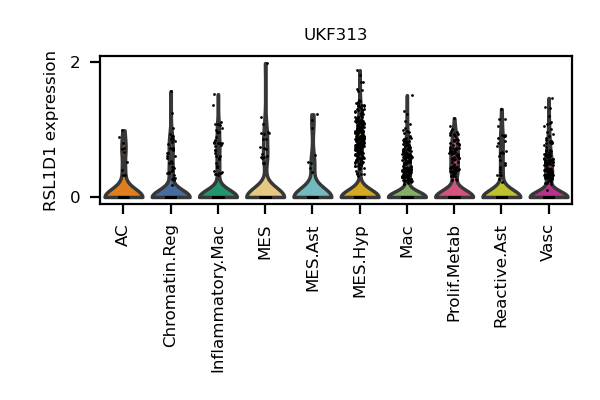 UKF313
RSL1D1 expression
2
0
AC
Chromatin.Reg
Inflammatory.Mac
MES
MES.Ast
MES.Hyp
Mac
Prolif.Metab
Reactive.Ast
Vasc